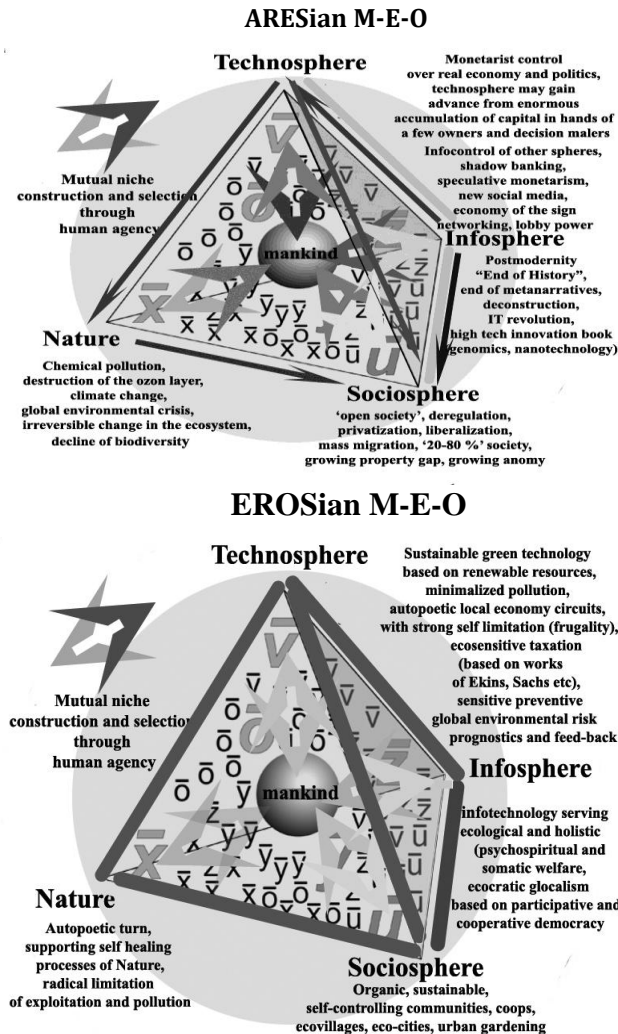 ARESian M-E-O
Technosphere
Monetarist control
over real economy and politics,
technosphere may gain
advance from enormous
accumulation of capital in hands of
a few owners and decision malers
Infocontrol of other spheres,
shadow banking,
speculative monetarism,
new social media,
economy of the sign
networking, lobby power
Mutual niche
construction and selection
through
human agency
mankind
Infosphere
Postmodernity
“End of History”,
end of metanarratives,
deconstruction,
IT revolution,
high tech innovation book
genomics, nanotechnology)
Nature
Chemical pollution,
destruction of the ozon layer,
climate change,
global environmental crisis,
irreversible change in the ecosystem,
decline of biodiversity
Sociosphere
‘open society’, deregulation,
privatization, liberalization,
mass migration, ‘20-80 %’ society,
growing property gap, growing anomy
EROSian M-E-O
Technosphere
Sustainable green technology
based on renewable resources,
minimalized pollution,
autopoetic local economy circuits,
with strong self limitation (frugality),
ecosensitive taxation
(based on works
of Ekins, Sachs etc),
sensitive preventive
global environmental risk
prognostics and feed-back
Mutual niche
construction and selection
through
human agency
mankind
Infosphere
infotechnology serving
ecological and holistic
(psychospiritual and
somatic welfare,
ecocratic glocalism
based on participative and
cooperative democracy
Nature
Autopoetic turn,
supporting self healing
processes of Nature,
radical limitation
of exploitation and pollution
Sociosphere
Organic, sustainable,
self-controlling communities, coops,
ecovillages, eco-cities, urban gardening